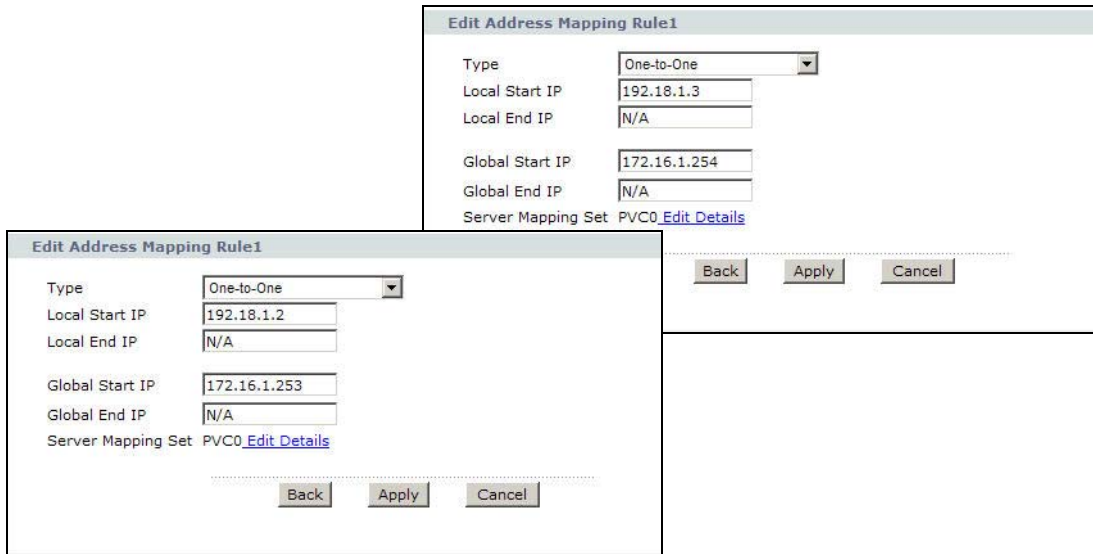 Edit Address Mapping Rule1
Type One-to-One
Local Start IP 192.18.1.3
Local End IP N/A
Global Start IP 172.16.1.254
Global End IP N/A
Server Mapping Set PVC0 Edit Details
Back Apply Cancel
Edit Address Mapping Rule1
Type One-to-One
Local Start IP 192.18.1.2
Local End IP N/A
Global Start IP 172.16.1.253
Global End IP N/A
Server Mapping Set PVC0 Edit Details
Back Apply Cancel